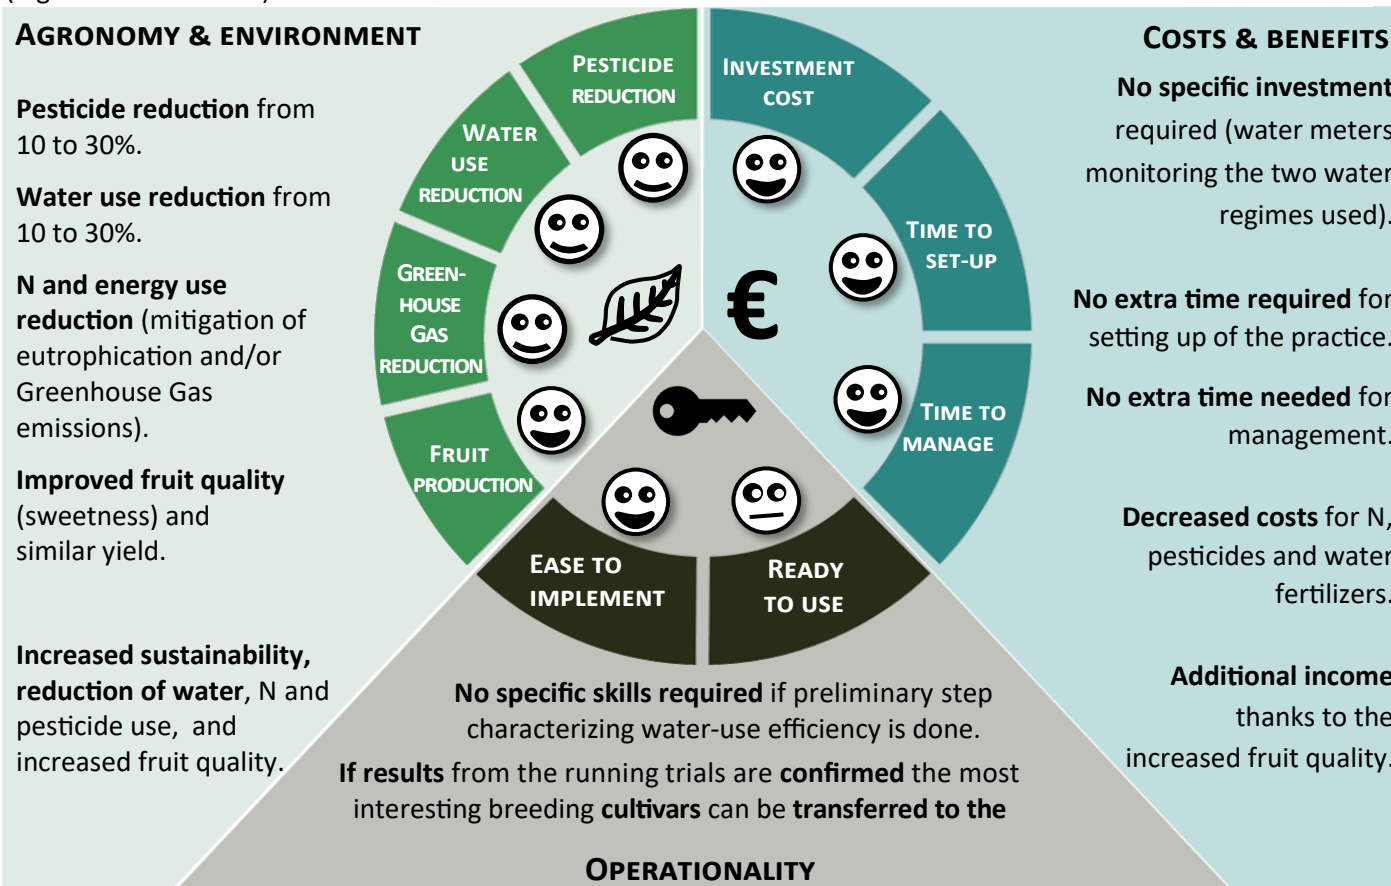 AGRONOMY & ENVIRONMENT
Pesticide reduction from
10 to 30%.
Water use reduction from
10 to 30%.
N and energy use
reduction (mitigation of
eutrophication and/or
Greenhouse Gas
emissions).
Improved fruit quality
(sweetness) and
similar yield.
Increased sustainability,
reduction of water, N and
pesticide use, and
increased fruit quality.
PESTICIDE
REDUCTION
WATER
USE
REDUCTION
GREEN-
HOUSE
GAS
REDUCTION
FRUIT
PRODUCTION
INVESTMENT
COST
TIME TO
SET-UP
TIME TO
MANAGE
€
EASE TO
IMPLEMENT
READY
TO USE
COSTS & BENEFITS
No specific investment
required (water meters
monitoring the two water
regimes used).
No extra time required for
setting up of the practice.
No extra time needed for
management.
Decreased costs for N,
pesticides and water
fertilizers.
Additional income
thanks to the
increased fruit quality.
No specific skills required if preliminary step
characterizing water-use efficiency is done.
If results from the running trials are confirmed the most
interesting breeding cultivars can be transferred to the
OPERATIONALITY